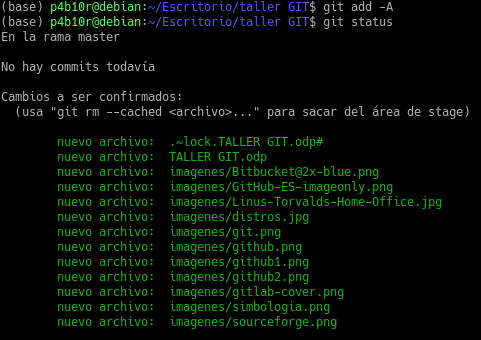 (base) p4b10r@debian:~/Escritorio/taller GIT$ git add -A
(base) p4b10r@debian:~/Escritorio/taller GIT$ git status
En la rama master

No hay commits todavía

Cambios a ser confirmados:
  (usa "git rm --cached <archivo>..." para sacar del área de stage)

        nuevo archivo:  .~lock.TALLER GIT.odp#
        nuevo archivo:  TALLER GIT.odp
        nuevo archivo:  imagenes/Bitbucket@2x-blue.png
        nuevo archivo:  imagenes/GitHub-ES-imageonly.png
        nuevo archivo:  imagenes/Linus-Torvalds-Home-Office.jpg
        nuevo archivo:  imagenes/distros.jpg
        nuevo archivo:  imagenes/git.png
        nuevo archivo:  imagenes/github.png
        nuevo archivo:  imagenes/github1.png
        nuevo archivo:  imagenes/github2.png
        nuevo archivo:  imagenes/gitlab-cover.png
        nuevo archivo:  imagenes/simbologia.png
        nuevo archivo:  imagenes/sourceforge.png